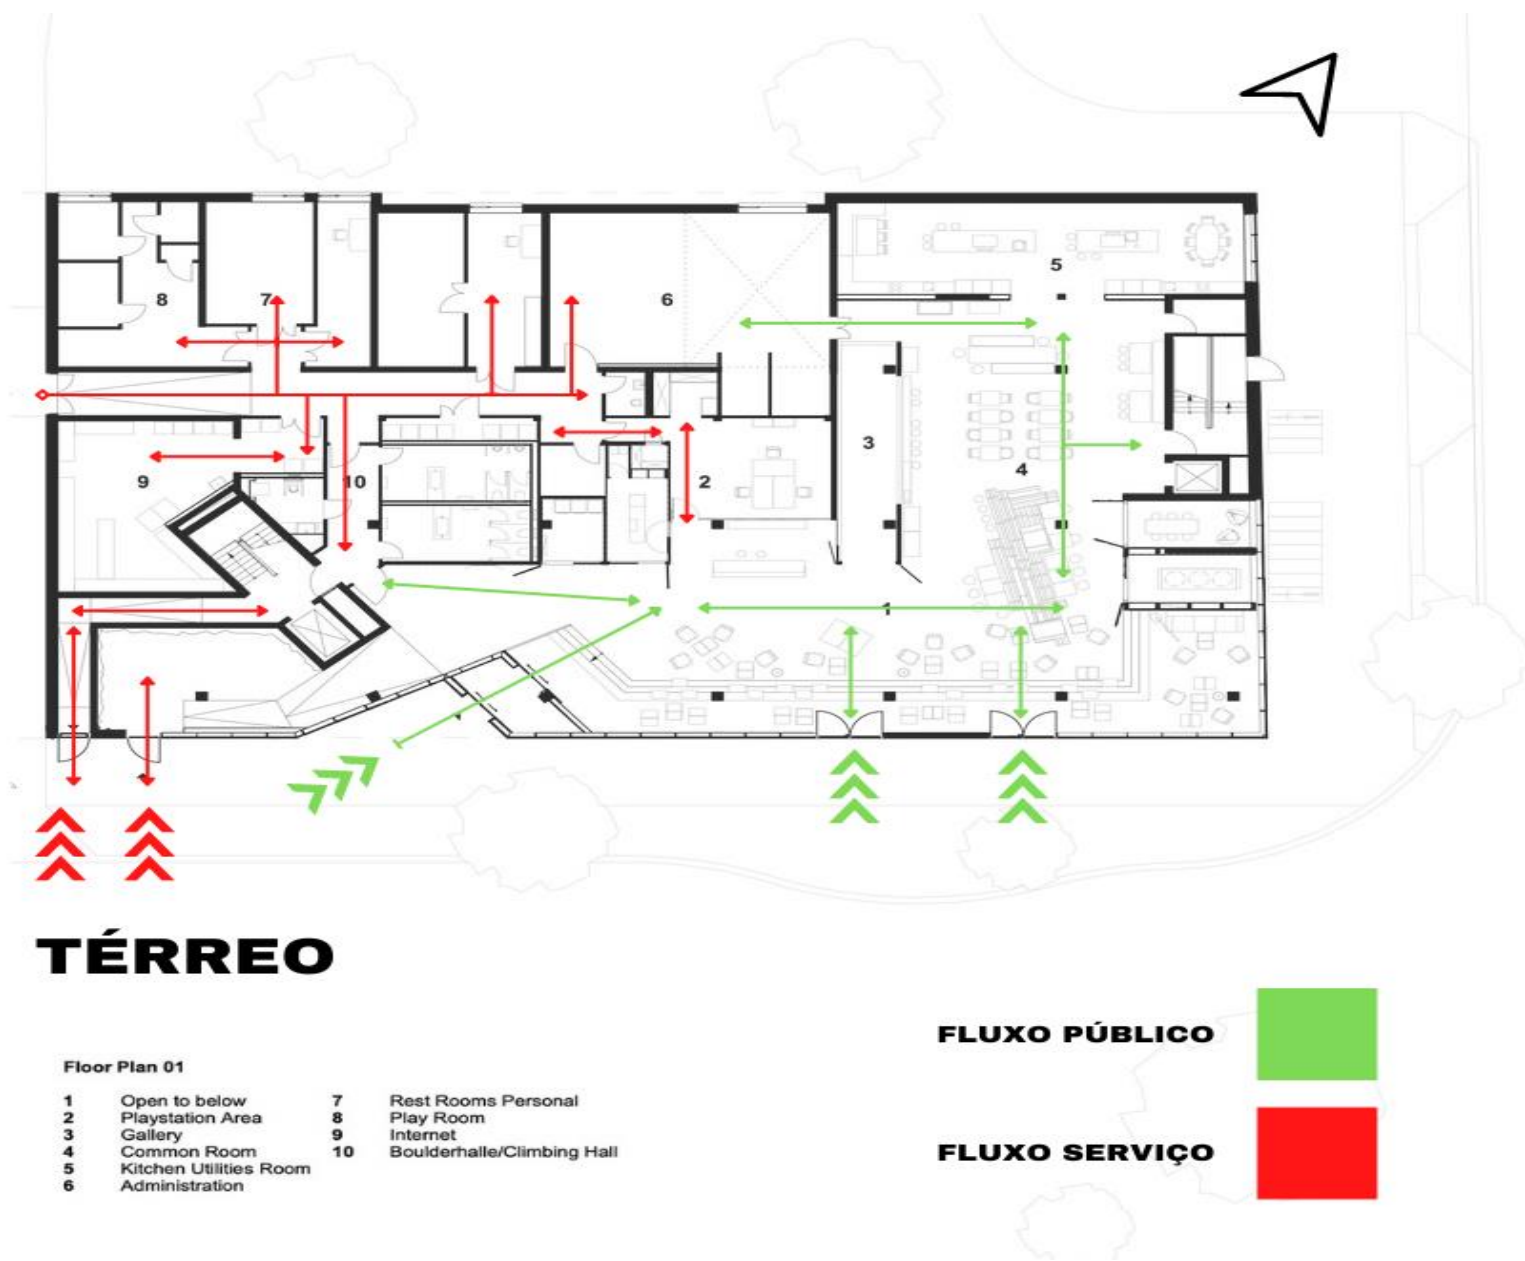 5
8
7
6
3
9
10
2
4
1
TÉRREO
FLUXO PÚBLICO
FLUXO SERVIÇO
Floor Plan 01
1 Open to below
2 Playstation Area
3 Gallery
4 Common Room
5 Kitchen Utilities Room
6 Administration
7 Rest Rooms Personal
8 Play Room
9 Internet
10 Boulderhalle/Climbing Hall